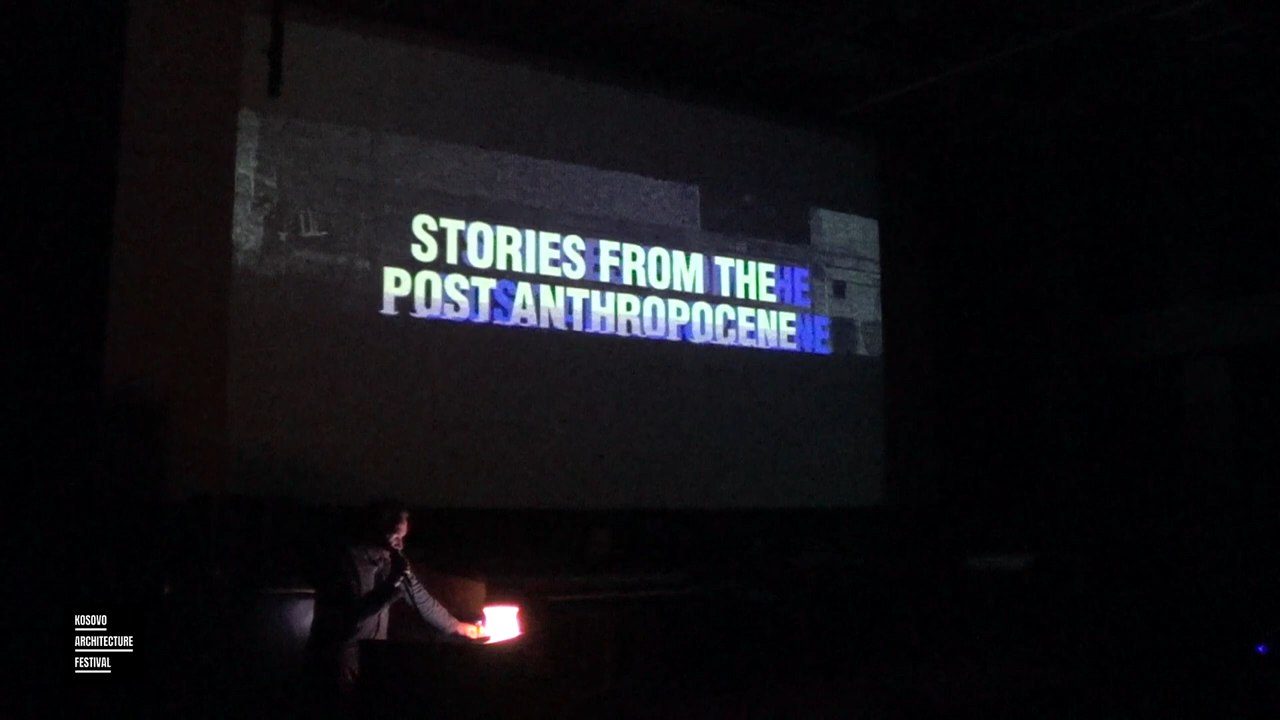 STORIES FROM THE
POST ANTHROPOCENE
KOSOVO
ARCHITECTURE
FESTIVAL